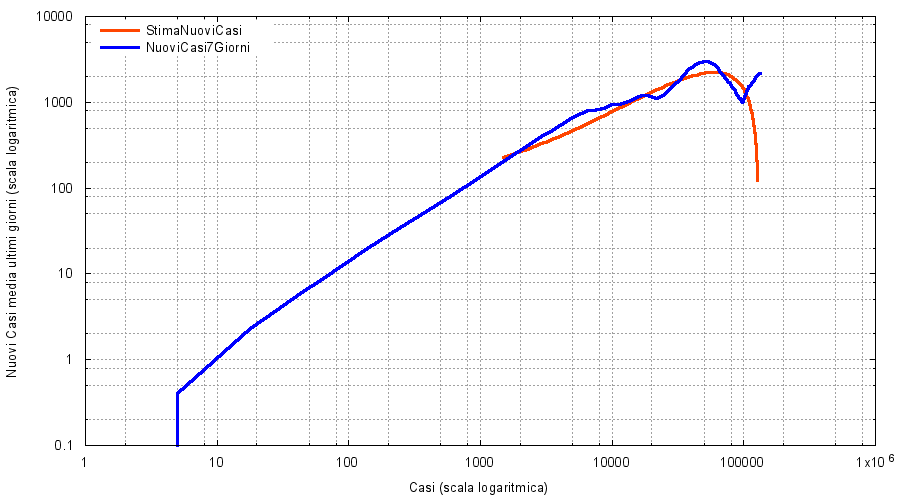 10000
StimaNuoviCasi
NuoviCasi7Giorni
1000
100
10
1
0.1
Nuovi Casi media ultimi giorni (scala logaritmica)
1 10 100 1000 10000 100000 1x10 6
Casi (scala logaritmica)